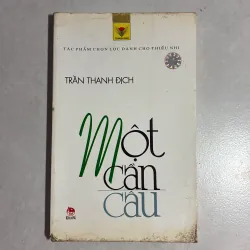 TÁC PHẨM CHỌN LỌC DÀNH CHO THIẾU NHI
TRẦN THANH ĐỊCH
Một
cần
câu